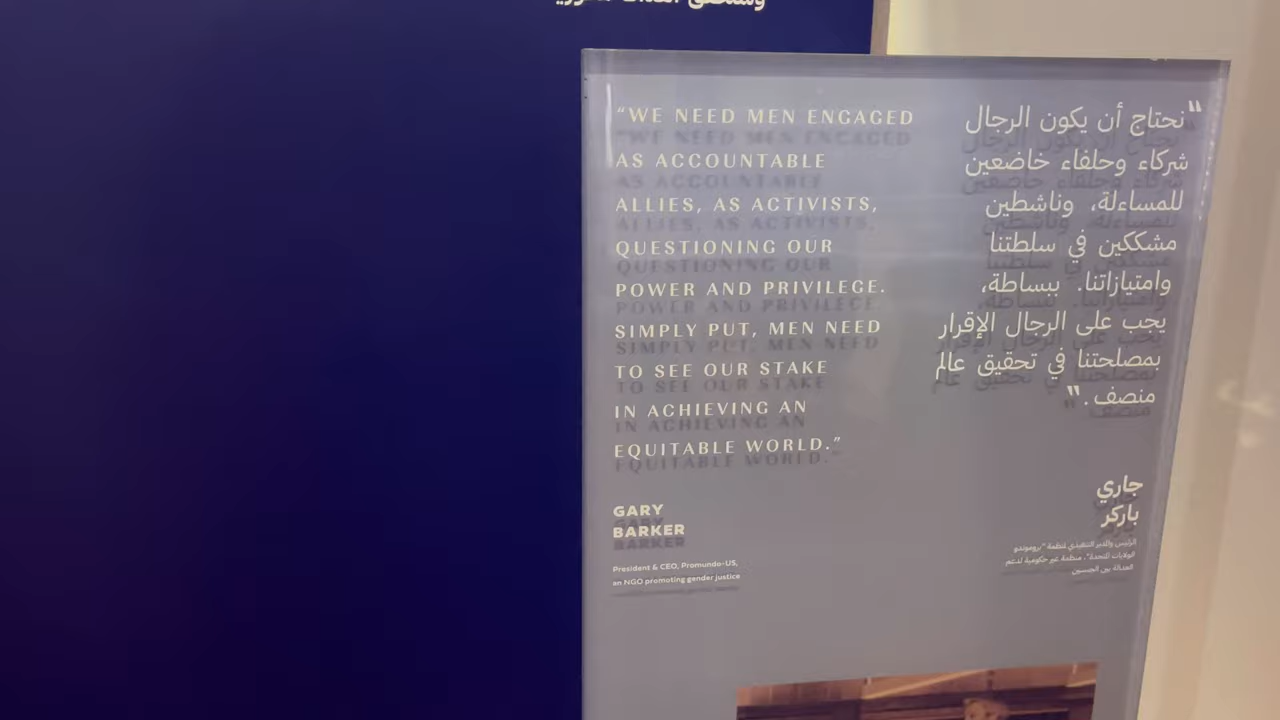 “WE NEED MEN ENGAGED
AS ACCOUNTABLE
ALLIES, AS ACTIVISTS,
QUESTIONING OUR
POWER AND PRIVILEGE.
SIMPLY PUT, MEN NEED
TO SEE OUR STAKE
IN ACHIEVING AN
EQUITABLE WORLD.”
GARY
BARKER
President & CEO, Promundo-US,
an NGO promoting gender justice
“نحتاج أن يكون الرجال
شركاء وحلفاء خاضعين
للمساءلة، وناشطين
مشككين في سلطتنا
وامتيازاتنا. ببساطة،
يجب على الرجال الإقرار
بمصلحتنا في تحقيق عالم
منصف.”
جاري
باركر
الرئيس والمدير التنفيذي لمنظمة "بروموندو
الولايات المتحدة"، منظمة غير حكومية لدعم
العدالة بين الجنسين